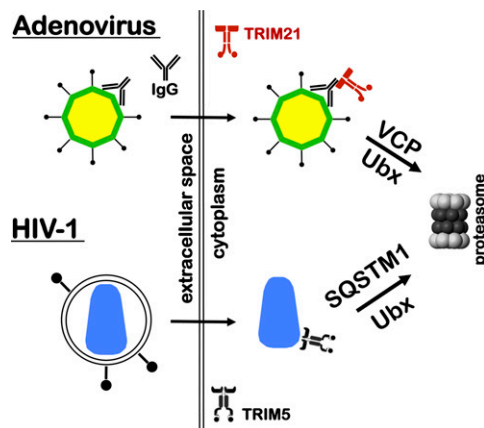 Adenovirus
TRIM21
IgG
VCP
Ubx
extracellular space
cytoplasm
proteasome
HIV-1
SQSTM1
Ubx
TRIM5